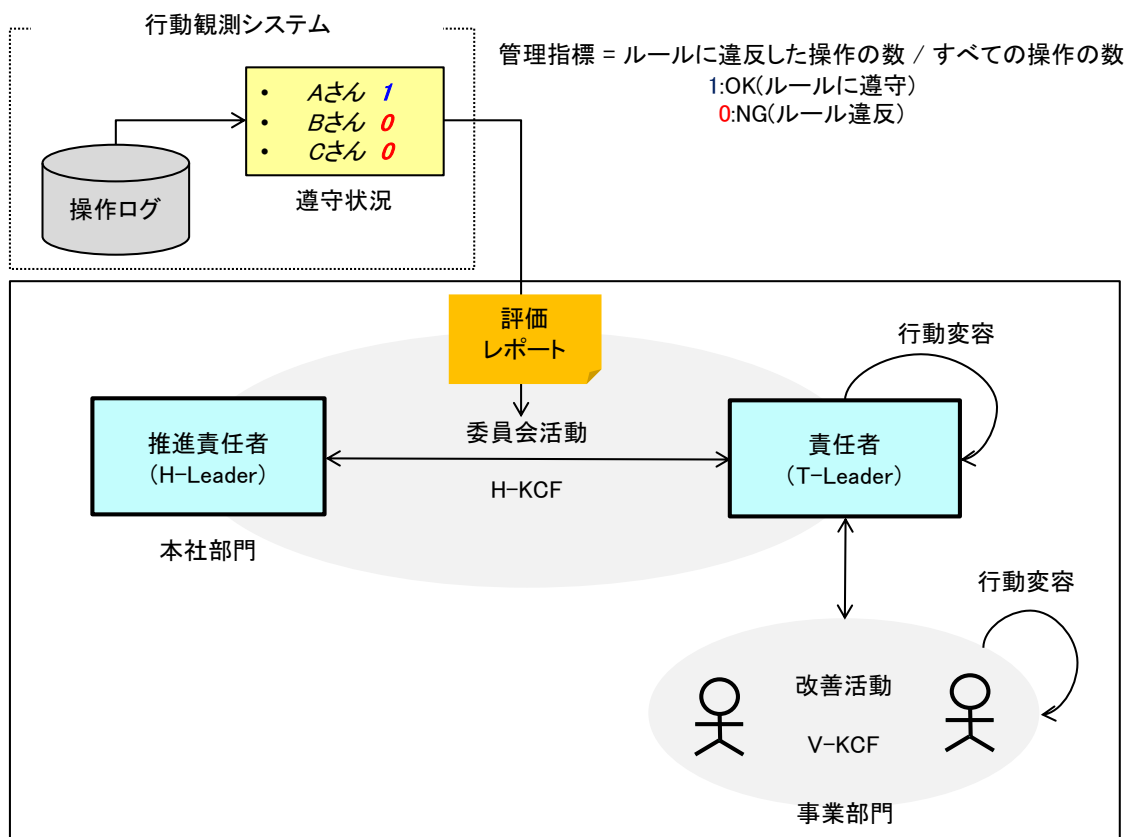 行動観測システム
管理指標 = ルールに違反した操作の数 / すべての操作の数
1:OK(ルールに遵守)
0:NG(ルール違反)
• Aさん 1
• Bさん 0
• Cさん 0
遵守状況
操作ログ
評価
レポート
行動変容
委員会活動
推進責任者
(H-Leader)
責任者
(T-Leader)
H-KCF
本社部門
行動変容
改善活動
V-KCF
事業部門